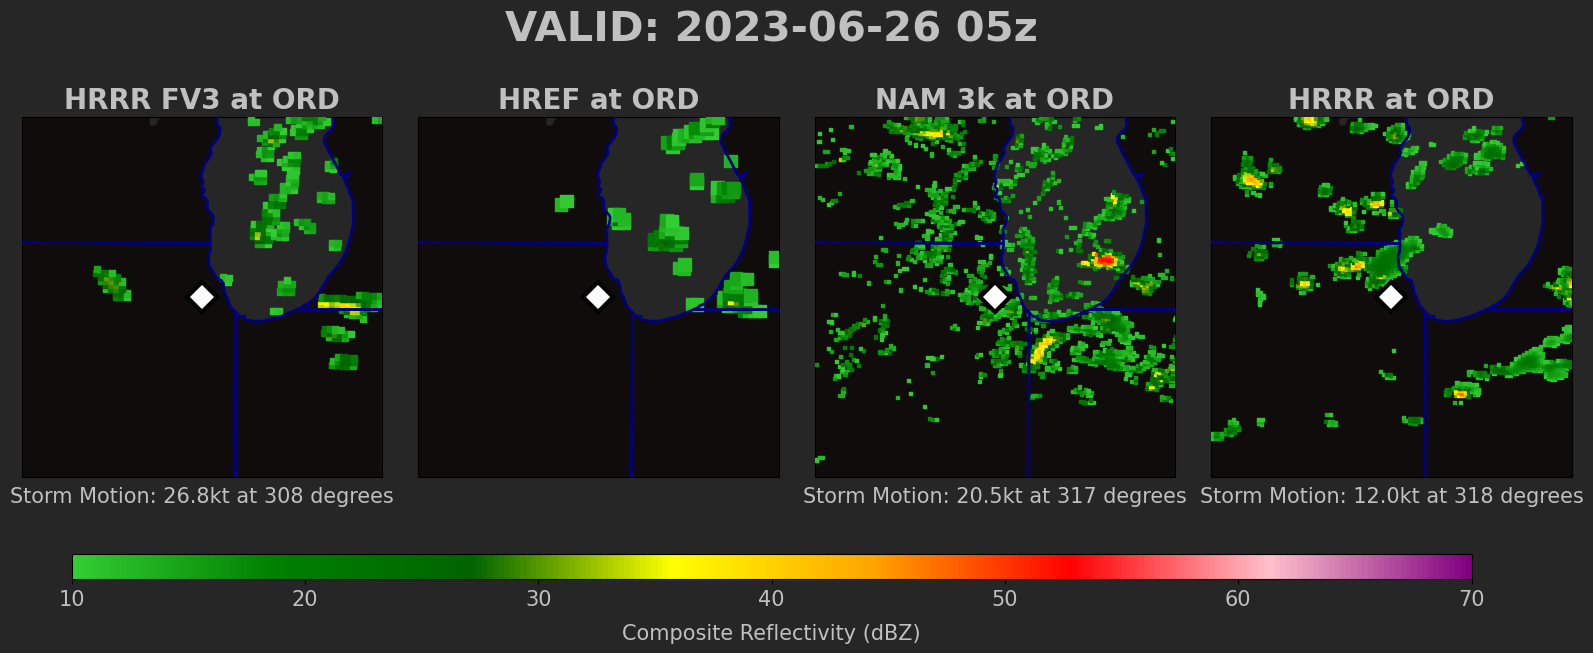 VALID: 2023-06-26 05z
HRRR FV3 at ORD
HREF at ORD
NAM 3k at ORD
HRRR at ORD
Storm Motion: 26.8kt at 308 degrees
Storm Motion: 20.5kt at 317 degrees
Storm Motion: 12.0kt at 318 degrees
10 20 30 40 50 60 70
Composite Reflectivity (dBZ)